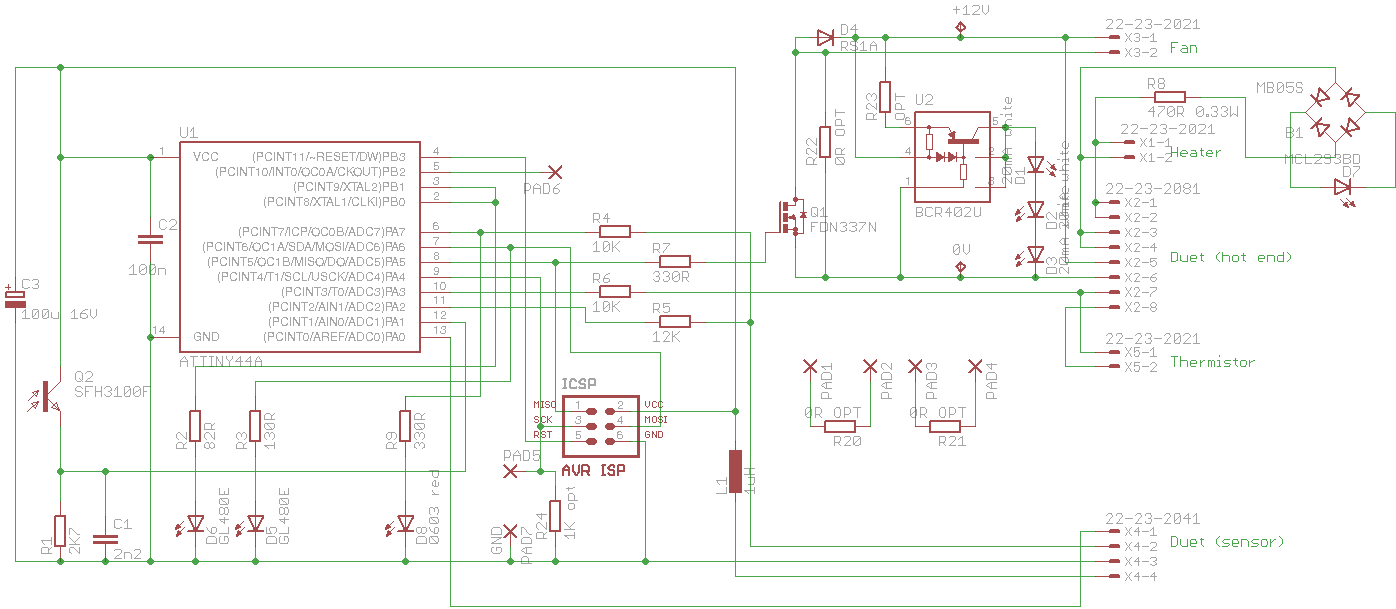 +12V
22-23-2021
X3-1
X3-2
Fan
D4
RS1A
R23
OPT
R22
0R OPT
U2
6
4
1
5
2
3
BCR402U
Q1
FDN337N
0V
D1
20mA white
D2
20mA white
D3
20mA white
R8
470R 0.33W
MB05S
B1
MCL293BD
D7
22-23-2021
X1-1
X1-2
Heater
22-23-2081
X2-1
X2-2
X2-3
X2-4
X2-5
X2-6
X2-7
X2-8
Duet (hot end)
22-23-2021
X5-1
X5-2
Thermistor
U1
1
VCC
14
GND
(PCINT11/~RESET/DW)PB3
4
(PCINT10/INT0/OC0A/CKOUT)PB2
5
(PCINT9/XTAL2)PB1
3
(PCINT8/XTAL1/CLKI)PB0
2
(PCINT7/ICP/OC0B/ADC7)PA7
6
(PCINT6/OC1A/SDA/MOSI/ADC6)PA6
7
(PCINT5/OC1B/MISO/DO/ADC5)PA5
8
(PCINT4/T1/SCL/USCK/ADC4)PA4
9
(PCINT3/T0/ADC3)PA3
10
(PCINT2/AIN1/ADC2)PA2
11
(PCINT1/AIN0/ADC1)PA1
12
(PCINT0/AREF/ADC0)PA0
13
ATTINY44A
PAD6
R4
10K
R7
330R
R6
10K
R5
12K
C2
100n
+
C3
100u 16V
Q2
SFH3100F
R1
2K7
C1
2n2
R2
82R
R3
130R
R9
330R
D6
GL480E
D5
GL480E
D8
0603 red
ICSP
MISO
1
2
VCC
SCK
3
4
MOSI
RST
5
6
GND
AVR ISP
PAD5
GND
PAD7
R24
1K opt
L1
1uH
PAD1
PAD2
PAD3
PAD4
0R OPT
R20
0R OPT
R21
22-23-2041
X4-1
X4-2
X4-3
X4-4
Duet (sensor)